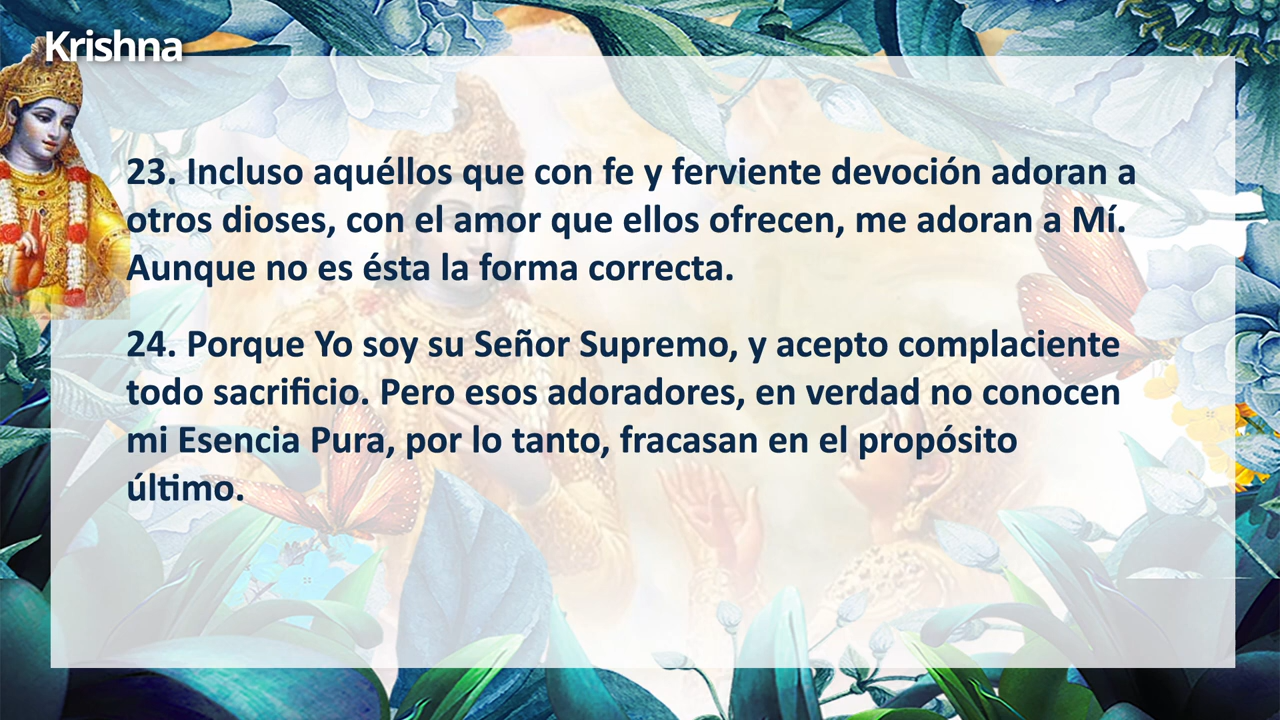 Krishna
23. Incluso aquéllos que con fe y ferviente devoción adoran a
otros dioses, con el amor que ellos ofrecen, me adoran a Mí.
Aunque no es ésta la forma correcta.
24. Porque Yo soy su Señor Supremo, y acepto complaciente
todo sacrificio. Pero esos adoradores, en verdad no conocen
mi Esencia Pura, por lo tanto, fracasan en el propósito
último.